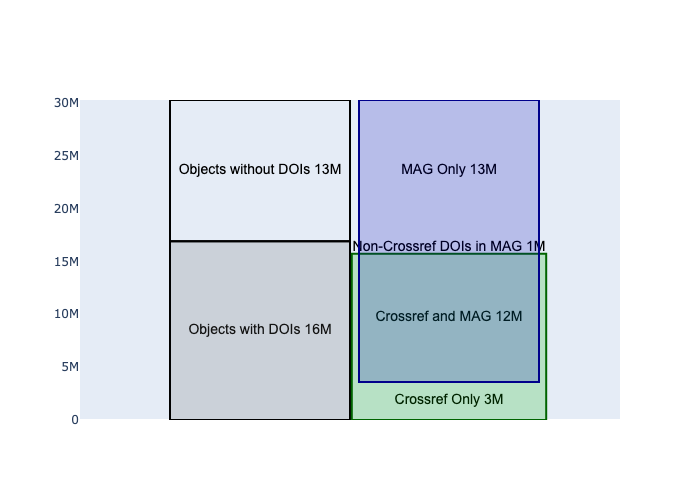 30M
25M
20M
15M
10M
5M
0
Objects without DOIs 13M
MAG Only 13M
Non-Crossref DOIs in MAG 1M
Objects with DOIs 16M
Crossref and MAG 12M
Crossref Only 3M